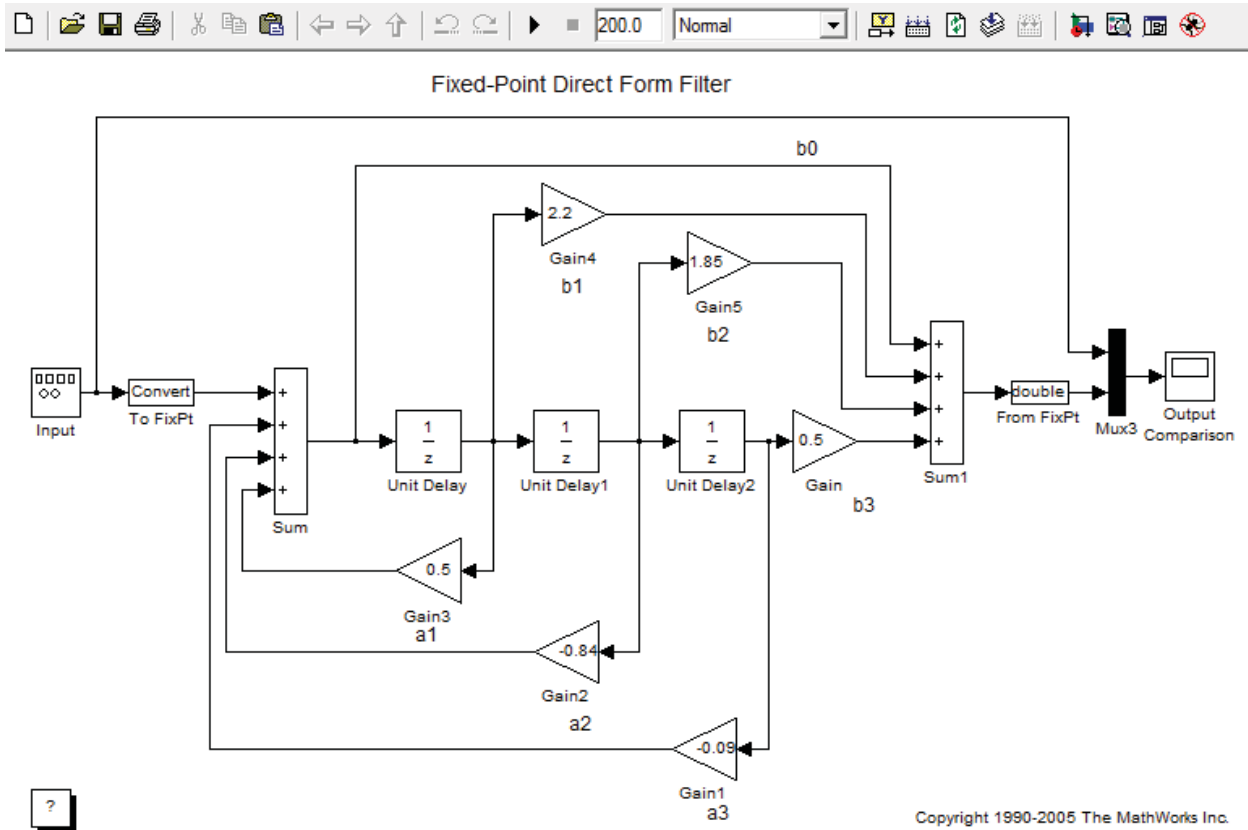 200.0 Normal
Fixed-Point Direct Form Filter
b0
2.2
Gain4
b1
1.85
Gain5
b2
Input
Convert
To FixPt
+
+
+
+
Sum
1
z
Unit Delay
1
z
Unit Delay1
1
z
Unit Delay2
0.5
Gain
b3
+
+
+
+
Sum1
double
From FixPt
Mux3
Output
Comparison
0.5
Gain3
a1
-0.84
Gain2
a2
-0.09
Gain1
a3
?
Copyright 1990-2005 The MathWorks Inc.